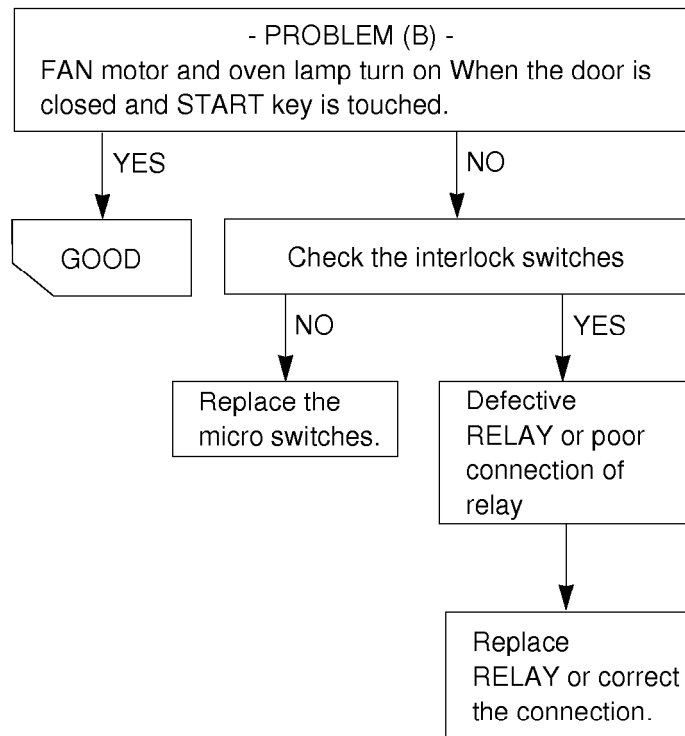 - PROBLEM (B) -
FAN motor and oven lamp turn on When the door is
closed and START key is touched.
YES
NO
GOOD
Check the interlock switches
NO
YES
Replace the
micro switches.
Defective
RELAY or poor
connection of
relay
Replace
RELAY or correct
the connection.